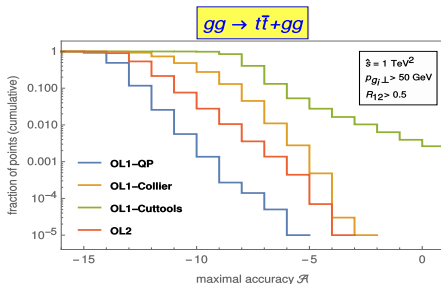 gg → tt̄+gg
ŝ = 1 TeV²
p_{g_i⊥} > 50 GeV
R₁₂ > 0.5
fraction of points (cumulative)
1
0.100
0.010
0.001
10⁻⁴
10⁻⁵
OL1–QP
OL1–Collier
OL1–Cuttools
OL2
−15 −10 −5 0
maximal accuracy 𝒜